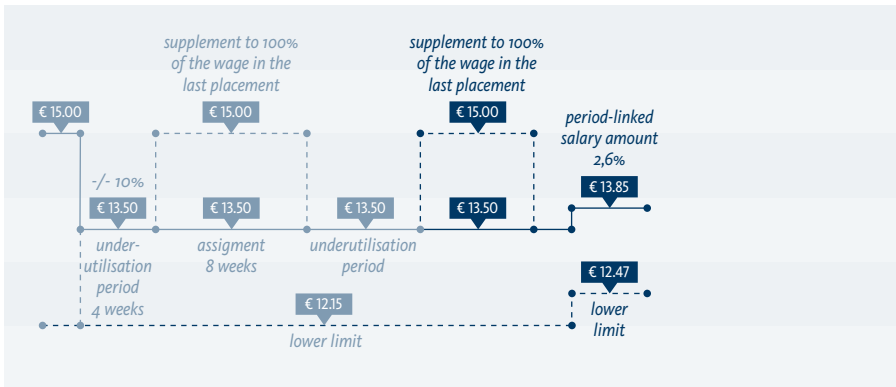 supplement to 100%
of the wage in the
last placement
supplement to 100%
of the wage in the
last placement
€ 15.00
€ 15.00
€ 15.00
period-linked
salary amount
2,6%
-/- 10%
€ 13.50
€ 13.50
€ 13.50
€ 13.50
€ 13.85
under-
utilisation
period
4 weeks
assigment
8 weeks
underutilisation
period
€ 12.15
lower limit
€ 12.47
lower
limit